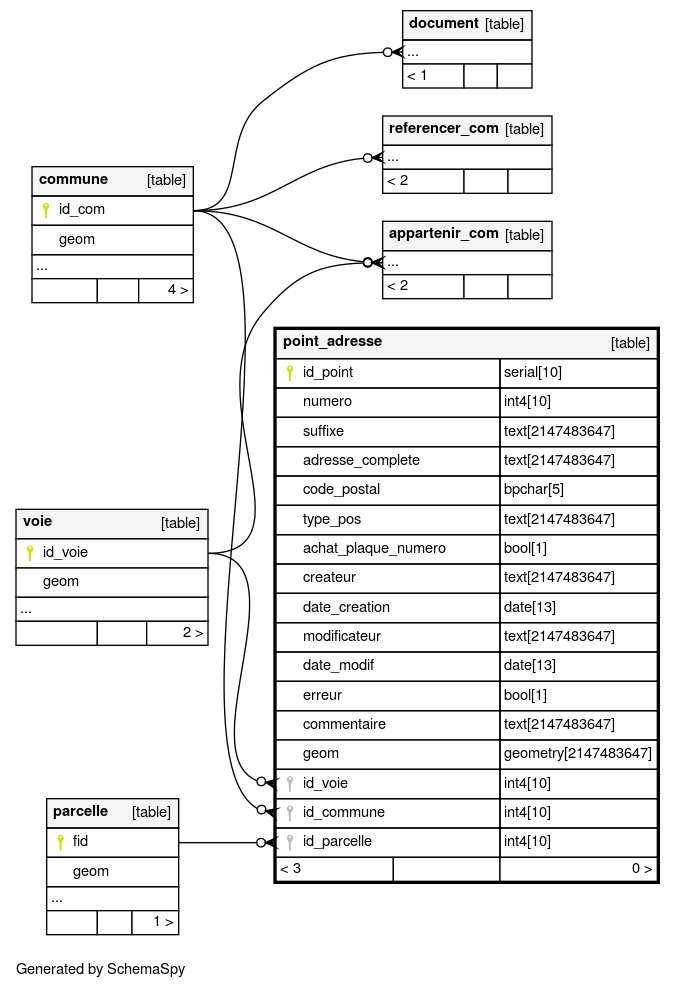 document [table]
...
< 1
referencer_com [table]
...
< 2
commune [table]
id_com
geom
...
4 >
appartenir_com [table]
...
< 2
point_adresse [table]
id_point serial[10]
numero int4[10]
suffixe text[2147483647]
adresse_complete text[2147483647]
code_postal bpchar[5]
type_pos text[2147483647]
achat_plaque_numero bool[1]
createur text[2147483647]
date_creation date[13]
modificateur text[2147483647]
date_modif date[13]
erreur bool[1]
commentaire text[2147483647]
geom geometry[2147483647]
id_voie int4[10]
id_commune int4[10]
id_parcelle int4[10]
< 3 0 >
voie [table]
id_voie
geom
...
2 >
parcelle [table]
fid
geom
...
1 >
Generated by SchemaSpy